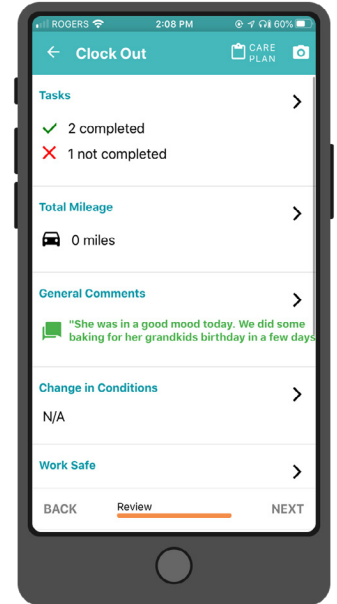 ROGERS 2:08 PM 60%
Clock Out
CARE
PLAN
Tasks
2 completed
1 not completed
Total Mileage
0 miles
General Comments
"She was in a good mood today. We did some
baking for her grandkids birthday in a few days
Change in Conditions
N/A
Work Safe
BACK
Review
NEXT